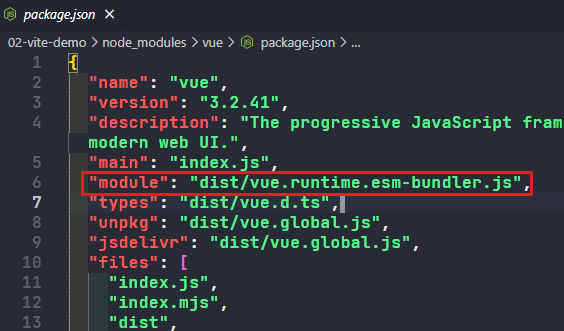 package.json ×
02-vite-demo > node_modules > vue > package.json > ...
1 {
2 "name": "vue",
3 "version": "3.2.41",
4 "description": "The progressive JavaScript fram
modern web UI.",
5 "main": "index.js",
6 "module": "dist/vue.runtime.esm-bundler.js",
7 "types": "dist/vue.d.ts",
8 "unpkg": "dist/vue.global.js",
9 "jsdelivr": "dist/vue.global.js",
10 "files": [
11 "index.js",
12 "index.mjs",
13 "dist",